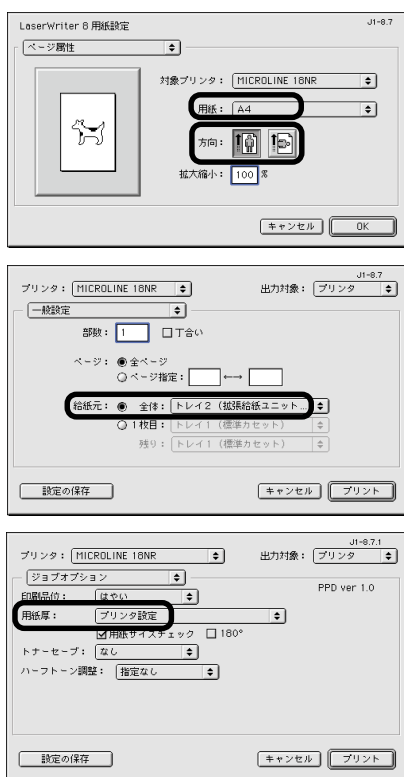 LaserWriter 8 用紙設定 J1-8.7
ページ属性
対象プリンタ： MICROLINE 18NR
用紙： A4
方向：
拡大縮小： 100 %
キャンセル OK
J1-8.7
プリンタ： MICROLINE 18NR 出力対象： プリンタ
一般設定
部数： 1 丁合い
ページ： 全ページ
ページ指定： ←→
給紙元： 全体： トレイ2（拡張給紙ユニット...
1枚目： トレイ1（標準カセット）
残り： トレイ1（標準カセット）
設定の保存 キャンセル プリント
J1-8.7.1
プリンタ： MICROLINE 18NR 出力対象： プリンタ
ジョブオプション
PPD ver 1.0
印刷品位： はやい
用紙厚： プリンタ設定
用紙サイズチェック 180°
トナーセーブ： なし
ハーフトーン調整： 指定なし
設定の保存 キャンセル プリント